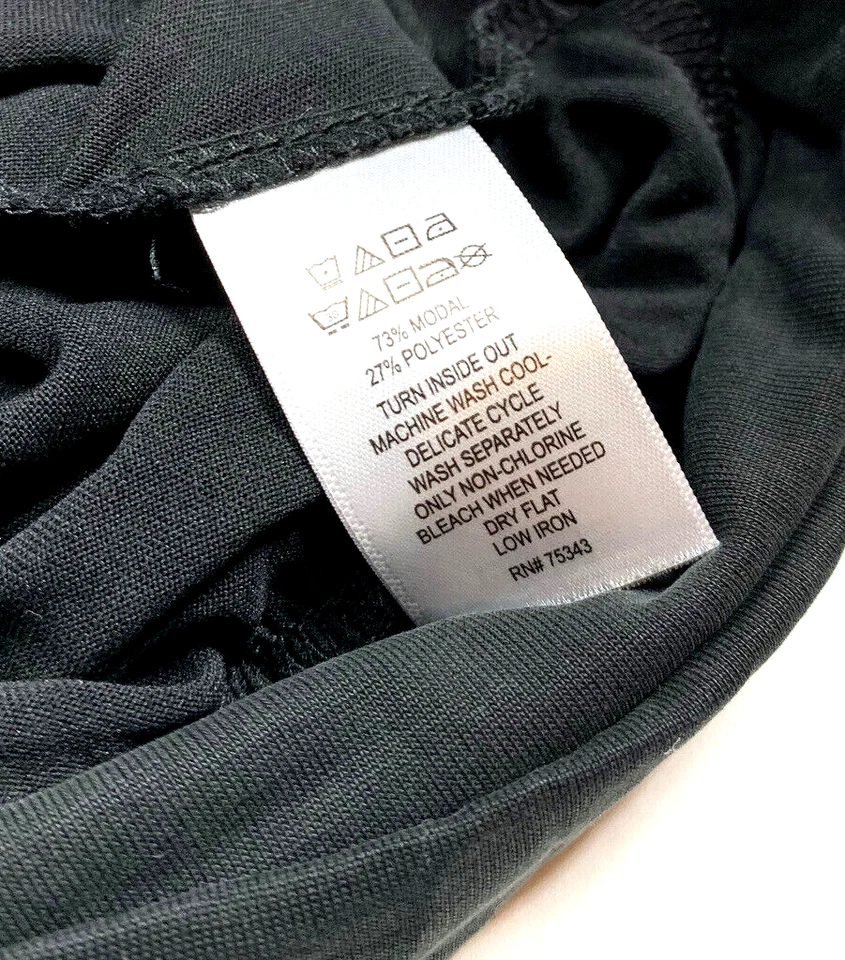 73% MODAL
27% POLYESTER
TURN INSIDE OUT
MACHINE WASH COOL-
DELICATE CYCLE
WASH SEPARATELY
ONLY NON-CHLORINE
BLEACH WHEN NEEDED
DRY FLAT
LOW IRON
RN# 75343